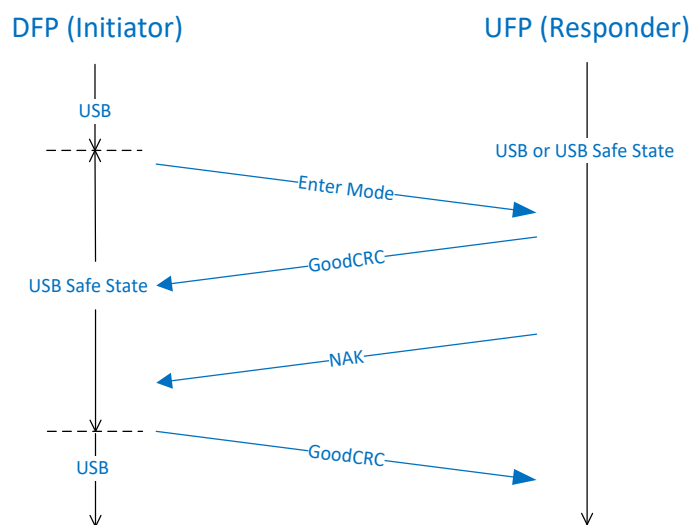 DFP (Initiator)
UFP (Responder)
USB
USB or USB Safe State
Enter Mode
GoodCRC
USB Safe State
NAK
GoodCRC
USB